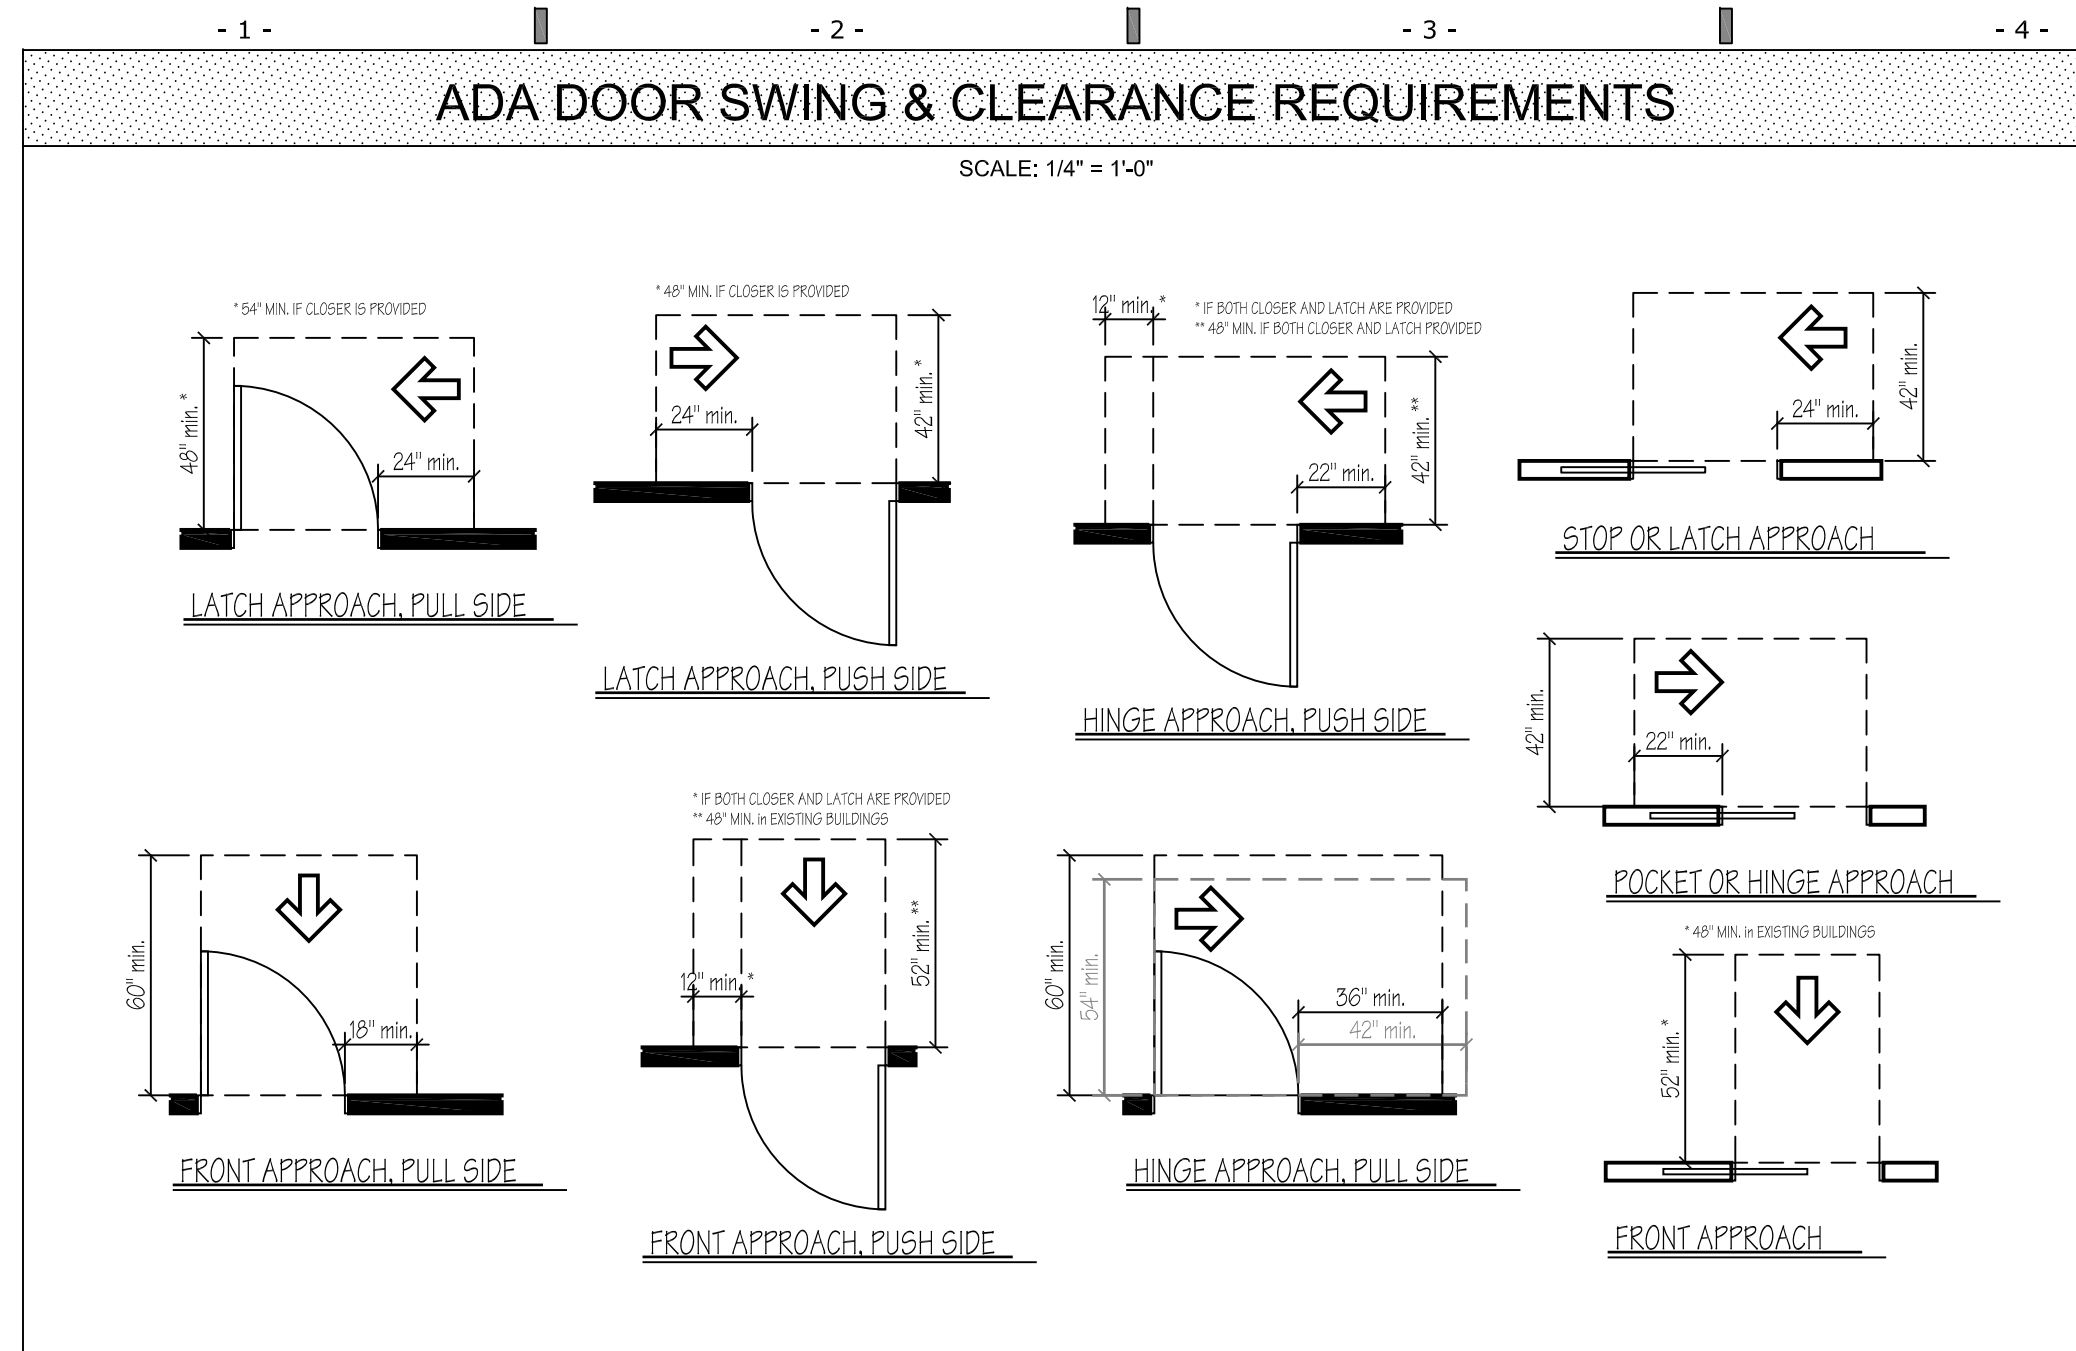 - 1 -
- 2 -
- 3 -
- 4 -
ADA DOOR SWING & CLEARANCE REQUIREMENTS
SCALE: 1/4" = 1'-0"
* 54" MIN. IF CLOSER IS PROVIDED
48" min. *
24" min.
LATCH APPROACH, PULL SIDE
* 48" MIN. IF CLOSER IS PROVIDED
24" min.
42" min. *
LATCH APPROACH, PUSH SIDE
12" min. *
* IF BOTH CLOSER AND LATCH ARE PROVIDED
** 48" MIN. IF BOTH CLOSER AND LATCH PROVIDED
22" min.
42" min. **
HINGE APPROACH, PUSH SIDE
24" min.
42" min.
STOP OR LATCH APPROACH
42" min.
22" min.
POCKET OR HINGE APPROACH
60" min.
18" min.
FRONT APPROACH, PULL SIDE
* IF BOTH CLOSER AND LATCH ARE PROVIDED
** 48" MIN. in EXISTING BUILDINGS
12" min. *
52" min. **
FRONT APPROACH, PUSH SIDE
60" min.
54" min.
36" min.
42" min.
HINGE APPROACH, PULL SIDE
* 48" MIN. in EXISTING BUILDINGS
52" min. *
FRONT APPROACH